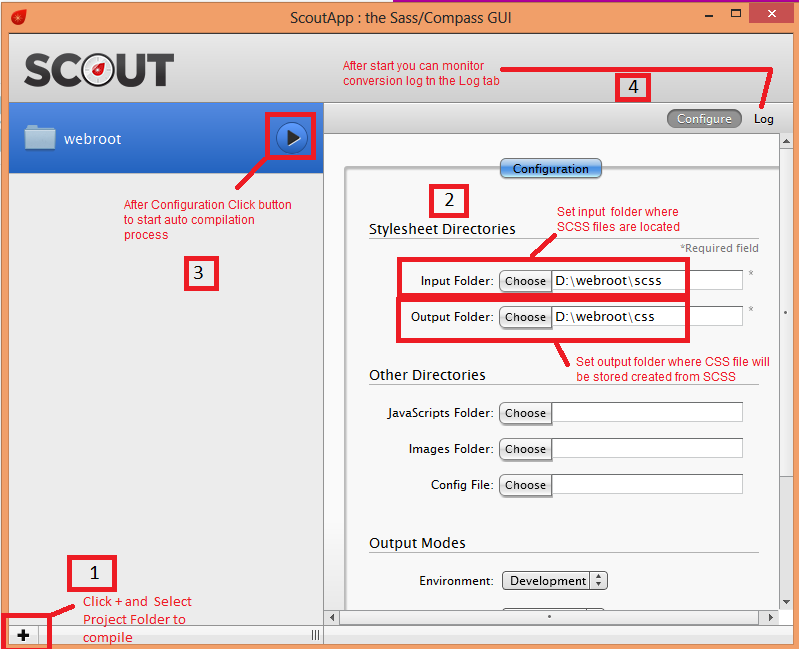 ScoutApp : the Sass/Compass GUI
SCOUT
After start you can monitor
conversion log tn the Log tab
4
Configure
Log
webroot
After Configuration Click button
to start auto compilation
process
3
Configuration
2
Set input folder where
SCSS files are located
Stylesheet Directories
*Required field
Input Folder: Choose D:\webroot\scss *
Output Folder: Choose D:\webroot\css *
Set output folder where CSS file will
be stored created from SCSS
Other Directories
JavaScripts Folder: Choose
Images Folder: Choose
Config File: Choose
Output Modes
Environment: Development
1
Click + and Select
Project Folder to
compile